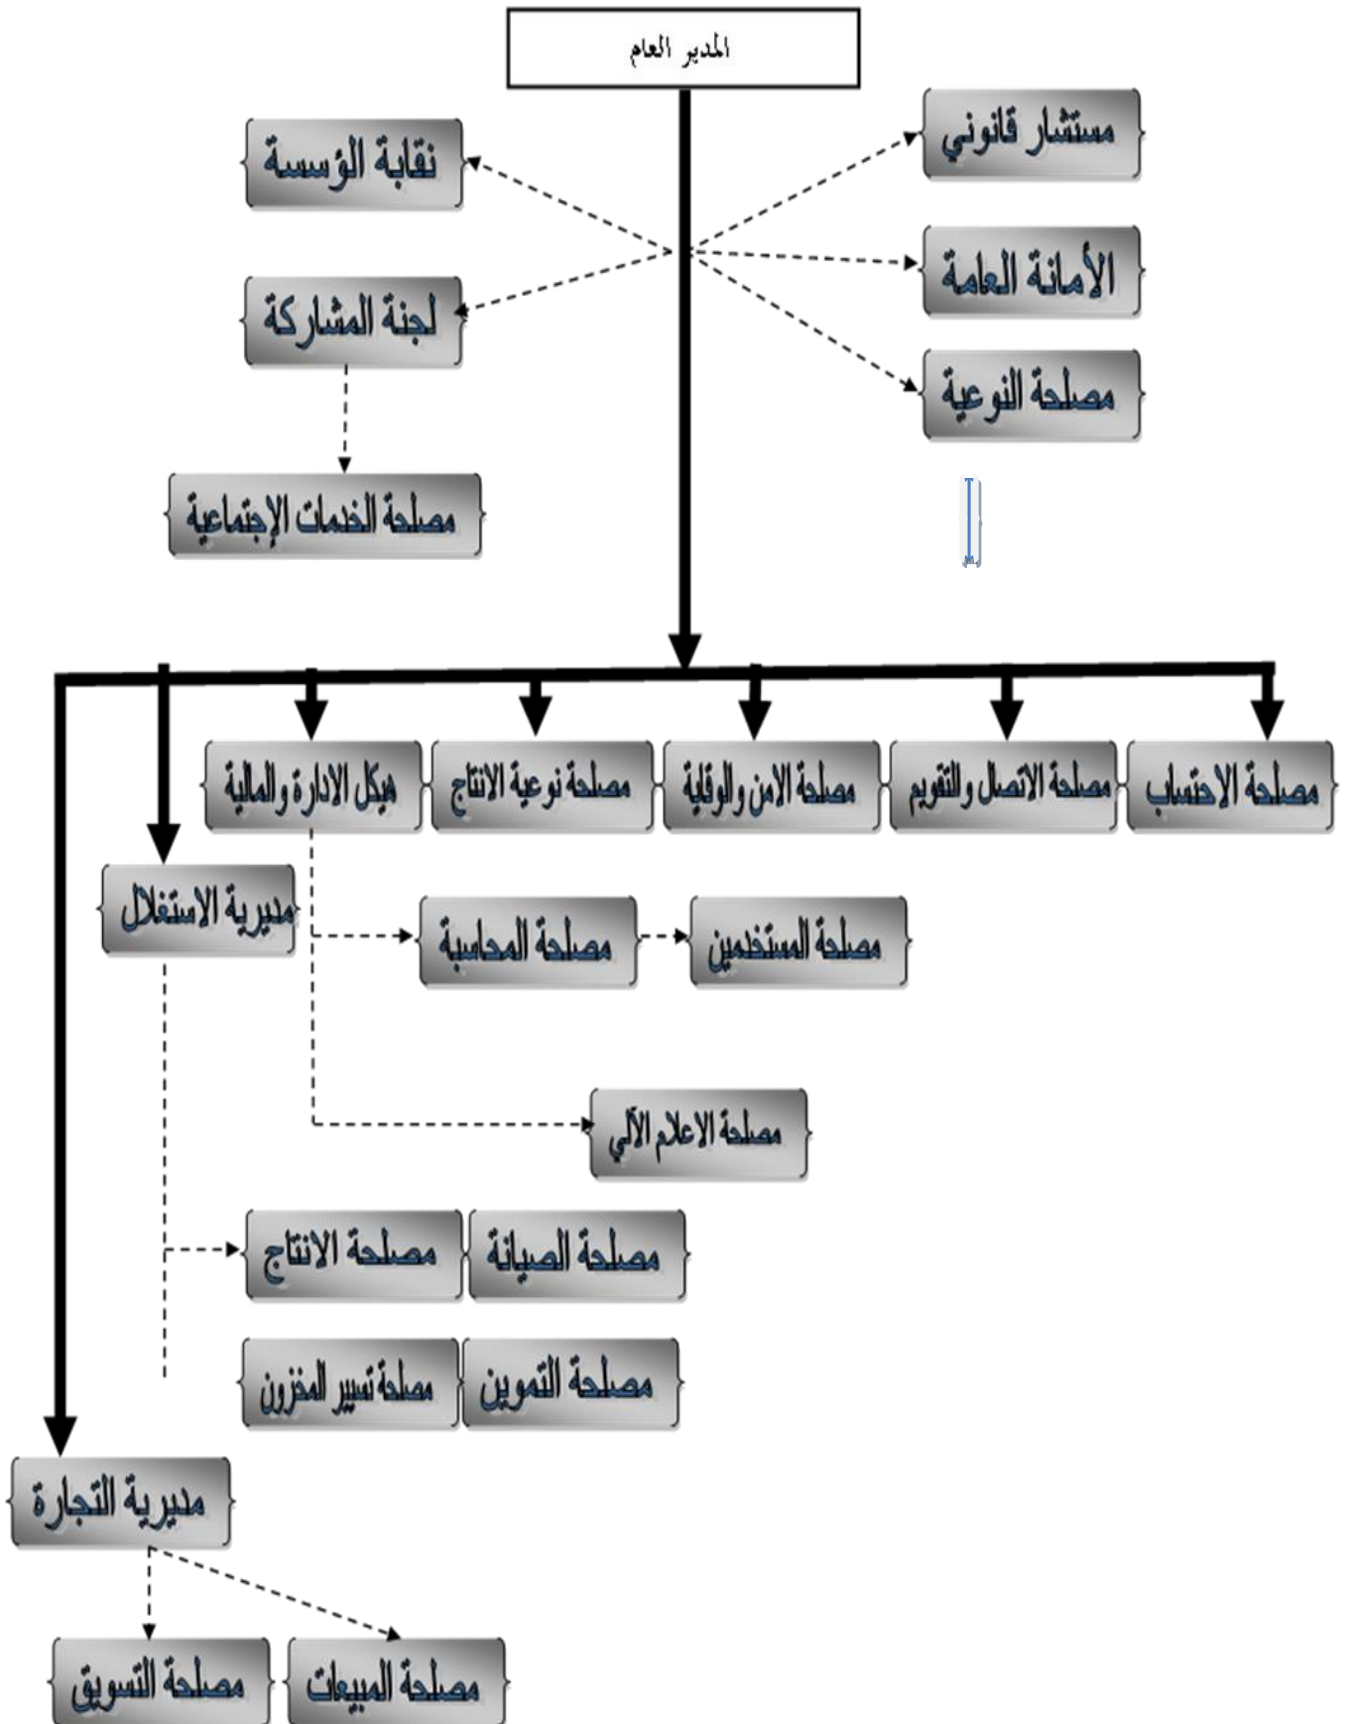 المدير العام
مستشار قانوني
نقابة الؤسسة
الأمانة العامة
لجنة المشاركة
مصلحة النوعية
مصلحة الخدمات الإجتماعية
مصلحة الاحتساب
مصلحة الاتصال والتقويم
مصلحة الامن والوقاية
مصلحة نوعية الانتاج
هيكل الادارة والمالية
مديرية الاستغلال
مصلحة المستخدمين
مصلحة المحاسبة
مصلحة الاعلام الآلي
مصلحة الصيانة
مصلحة الانتاج
مصلحة التموين
مصلحة تسيير المخزون
مديرية التجارة
مصلحة المبيعات
مصلحة التسويق